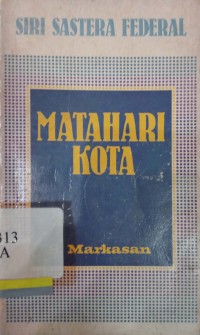 SIRI SASTERA FEDERAL
MATAHARI
KOTA
Markasan
313
A